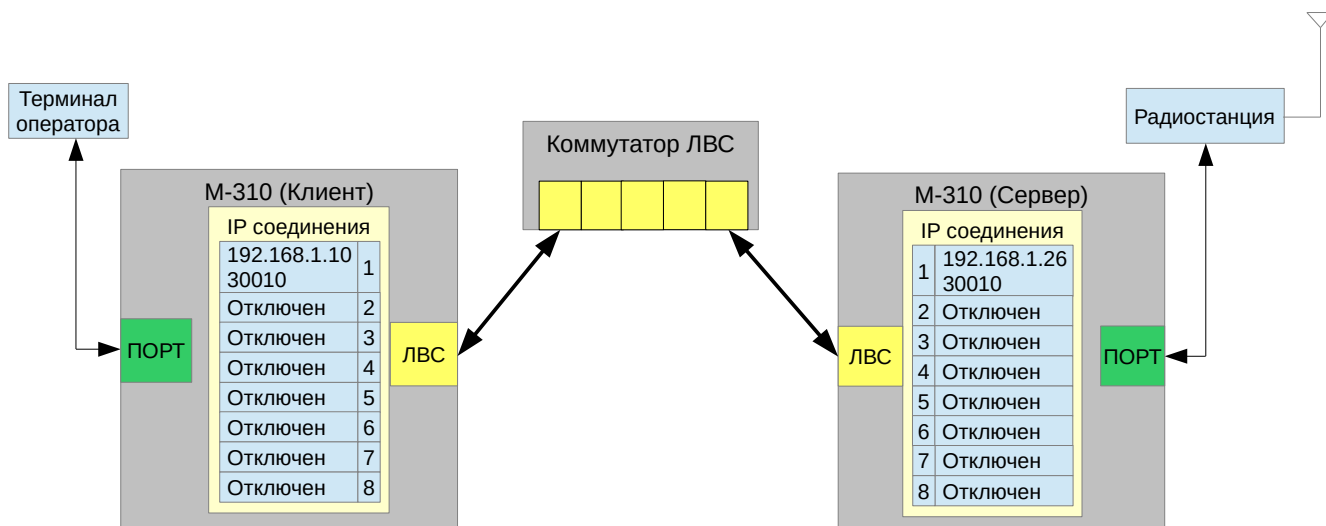 Терминал
оператора
М-310 (Клиент)
IP соединения
192.168.1.10
30010
1
Отключен 2
Отключен 3
Отключен 4
Отключен 5
Отключен 6
Отключен 7
Отключен 8
ПОРТ
ЛВС
Коммутатор ЛВС
Радиостанция
М-310 (Сервер)
IP соединения
1
192.168.1.26
30010
2 Отключен
3 Отключен
4 Отключен
5 Отключен
6 Отключен
7 Отключен
8 Отключен
ЛВС
ПОРТ